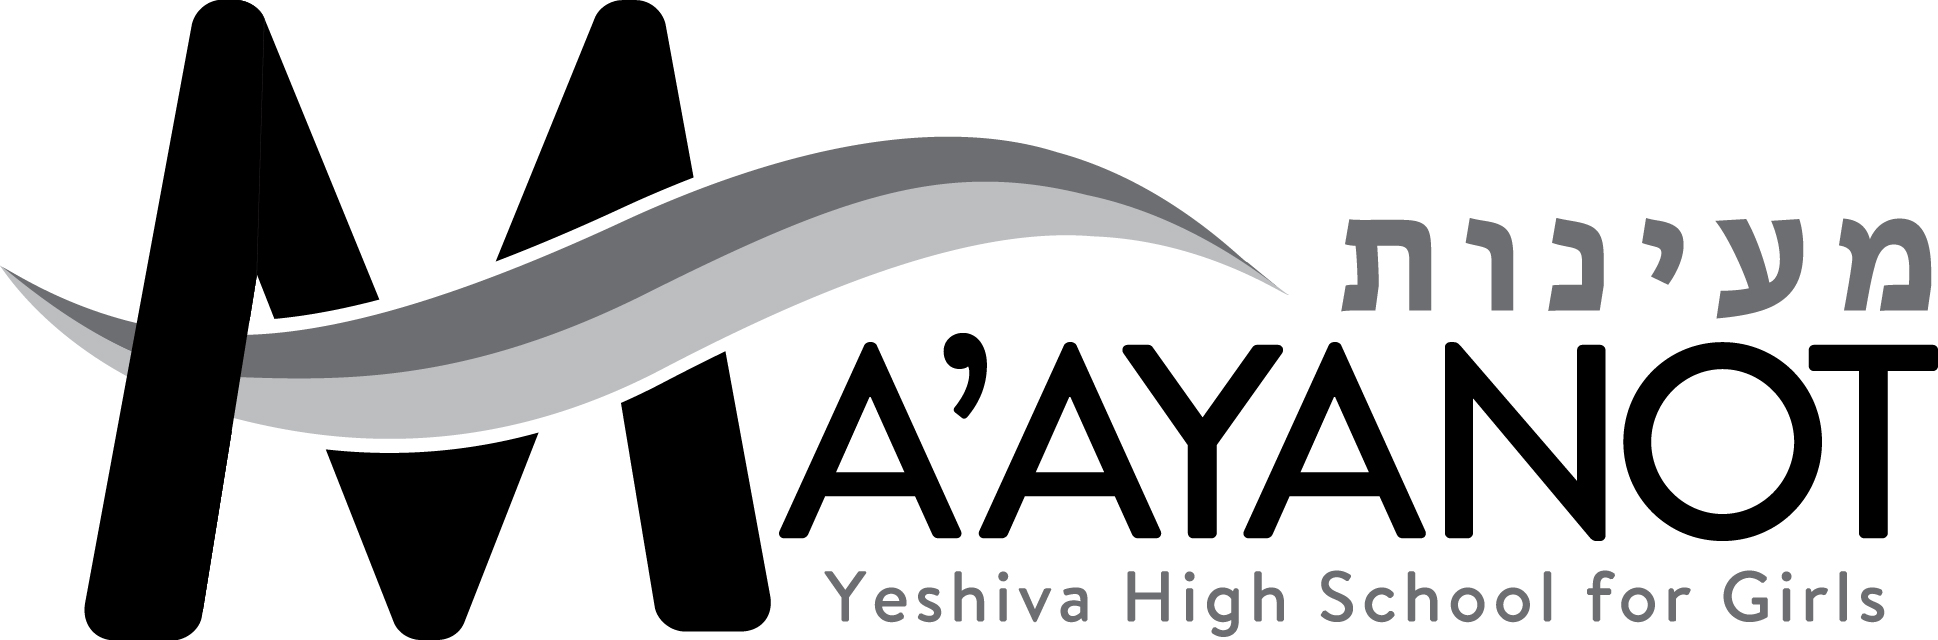 מעינות
MA'AYANOT
Yeshiva High School for Girls